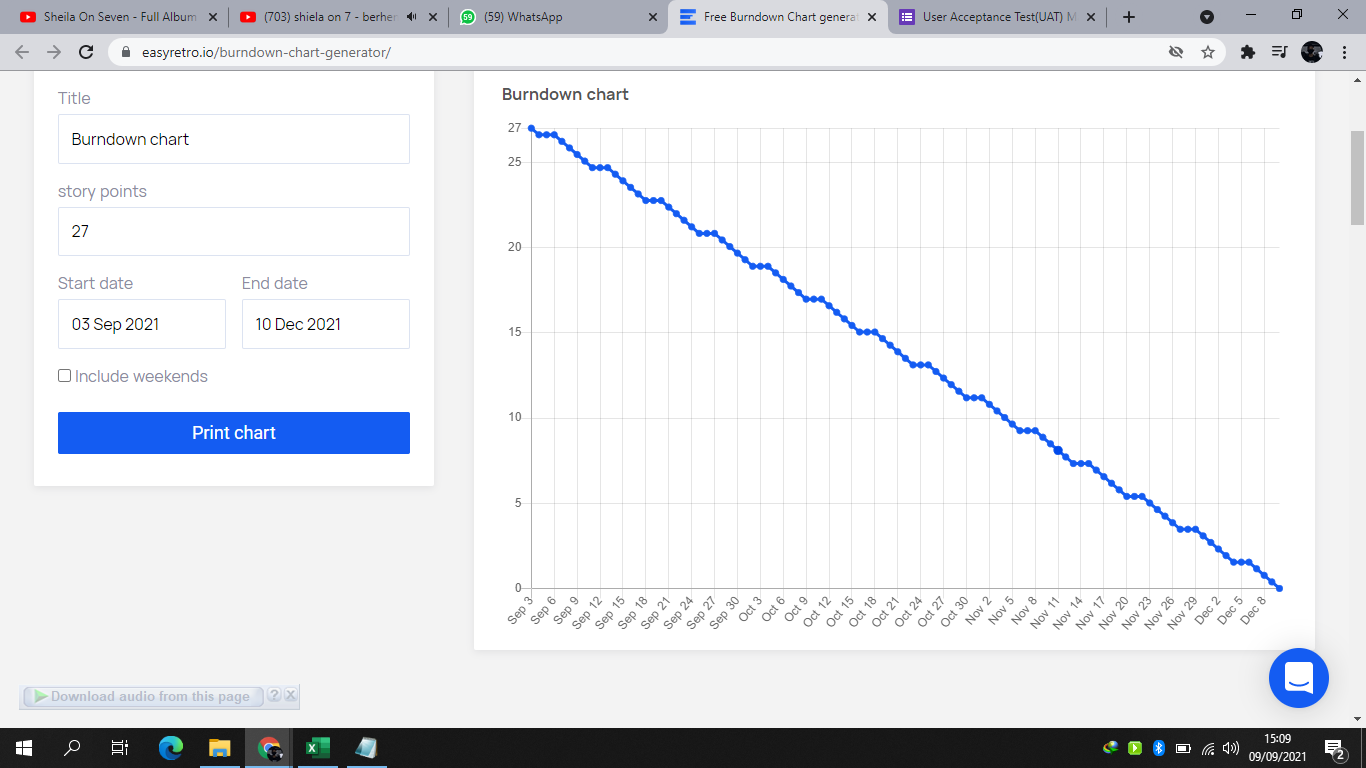 Sheila On Seven - Full Album
(703) shiela on 7 - berher
(59) WhatsApp
Free Burndown Chart generat
User Acceptance Test(UAT) M
59
easyretro.io/burndown-chart-generator/
Title
Burndown chart
story points
27
Start date
End date
03 Sep 2021
10 Dec 2021
Include weekends
Print chart
Burndown chart
27
25
20
15
10
5
0
Sep 3
Sep 6
Sep 9
Sep 12
Sep 15
Sep 18
Sep 21
Sep 24
Sep 27
Sep 30
Oct 3
Oct 6
Oct 9
Oct 12
Oct 15
Oct 18
Oct 21
Oct 24
Oct 27
Oct 30
Nov 2
Nov 5
Nov 8
Nov 11
Nov 14
Nov 17
Nov 20
Nov 23
Nov 26
Nov 29
Dec 2
Dec 5
Dec 8
Download audio from this page
?
X
15:09
09/09/2021
2